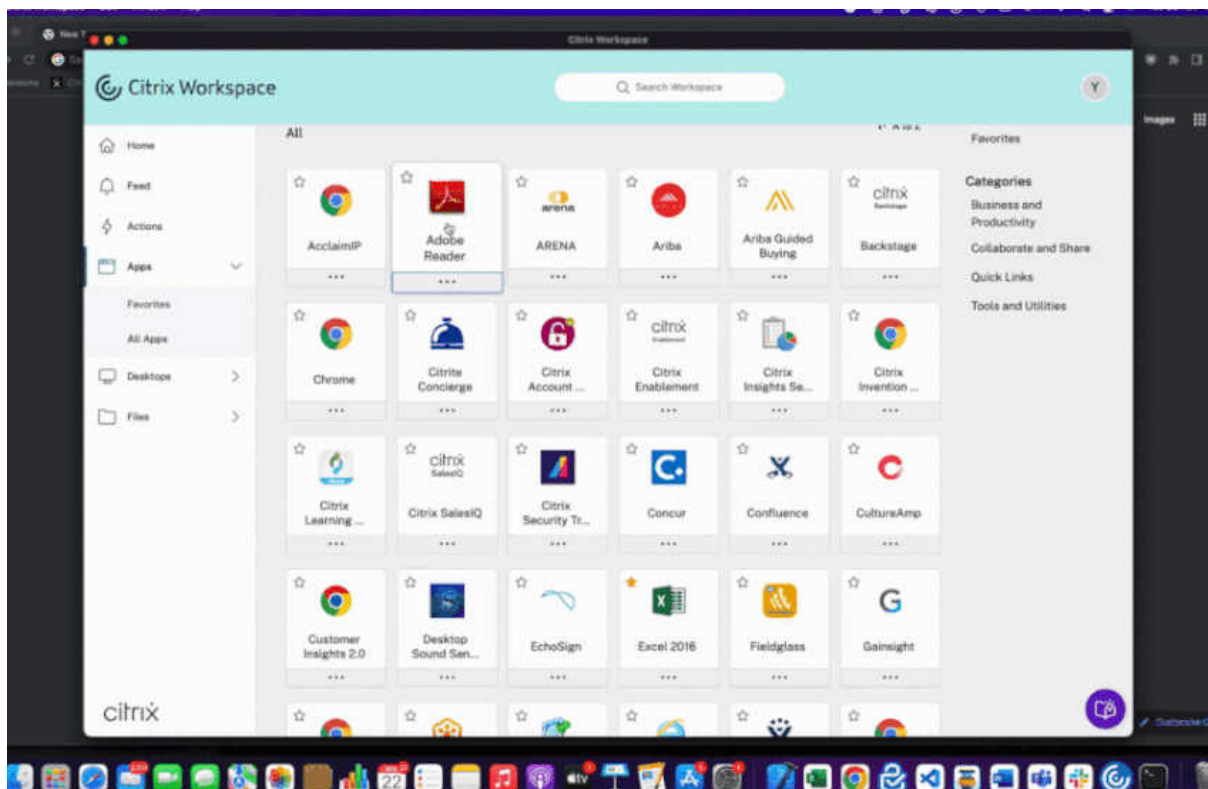 Citrix Workspace
Citrix Workspace
Search Workspace
Y
Images
Home
Feed
Actions
Apps
Favorites
All Apps
Desktops
Files
citrix
All
AcclaimIP
Adobe
Reader
arena
ARENA
Ariba
Ariba Guided
Buying
citrix
Backstage
Chrome
Citrite
Concierge
Citrix
Account ...
citrix
Citrix
Enablement
Citrix
Insights Se...
Citrix
Invention ...
Citrix
Learning ...
citrix
SalesIQ
Citrix SalesIQ
Citrix
Security Tr...
Concur
Confluence
CultureAmp
Customer
Insights 2.0
Desktop
Sound Sen...
EchoSign
Excel 2016
Fieldglass
G
Gainsight
Favorites
Categories
Business and
Productivity
Collaborate and Share
Quick Links
Tools and Utilities
22
tv